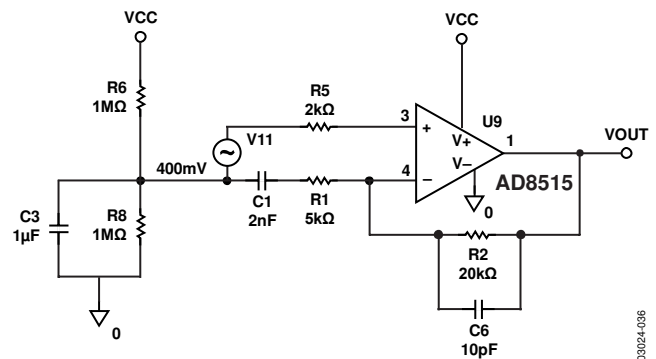 VCC
VCC
R6
1MΩ
R5
2kΩ
V11
3
+
U9
V+
1
VOUT
400mV
4
−
V−
AD8515
C1
2nF
R1
5kΩ
0
C3
1µF
R8
1MΩ
R2
20kΩ
0
C6
10pF
03024-036